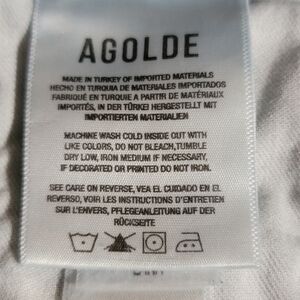 AGOLDE
MADE IN TURKEY OF IMPORTED MATERIALS
HECHO EN TURQUIA DE MATERIALES IMPORTADOS
FABRIQUÉ EN TURQUIE A PARTIR DE MATÉRIAUX
IMPORTÉS, IN DER TÜRKEI HERGESTELLT MIT
IMPORTIERTEN MATERIALIEN
MACHINE WASH COLD INSIDE OUT WITH
LIKE COLORS, DO NOT BLEACH,TUMBLE
DRY LOW, IRON MEDIUM IF NECESSARY,
IF DECORATED OR PRINTED DO NOT IRON.
SEE CARE ON REVERSE, VEA EL CUIDADO EN EL
REVERSO, VOIR LES INSTRUCTIONS D'ENTRETIEN
SUR L'ENVERS, PFLEGEANLEITUNG AUF DER
RÜCKSEITE